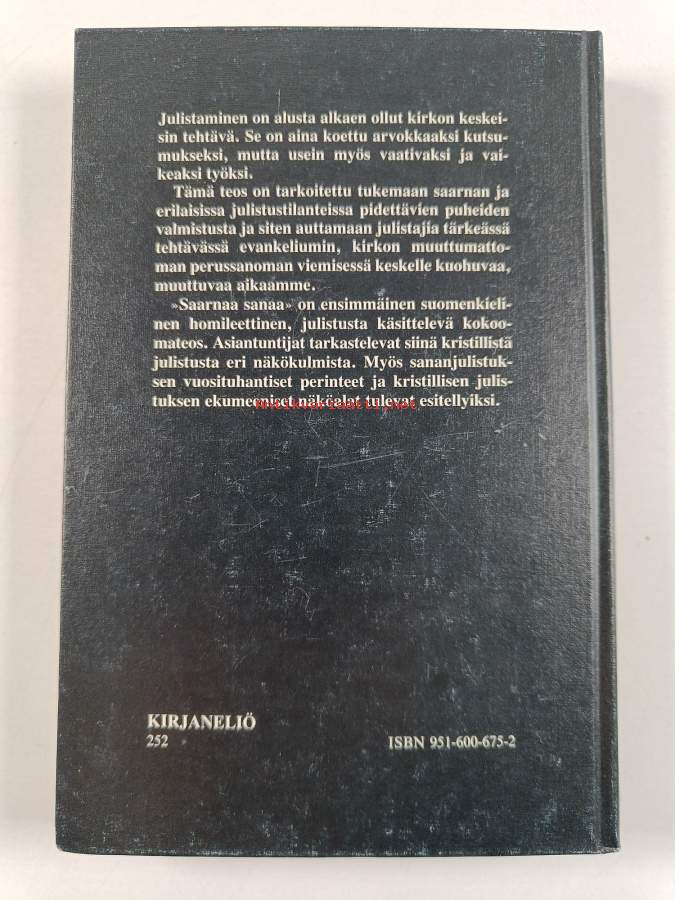 Julistaminen on alusta alkaen ollut kirkon keskei-
sin tehtävä. Se on aina koettu arvokkaaksi kutsu-
mukseksi, mutta usein myös vaativaksi ja vai-
keaksi työksi.
Tämä teos on tarkoitettu tukemaan saarnan ja
erilaisissa julistustilanteissa pidettävien puheiden
valmistusta ja siten auttamaan julistajia tärkeässä
tehtävässä evankeliumin, kirkon muuttumatto-
man perussanoman viemisessä keskelle kuohuvaa,
muuttuvaa aikaamme.
»Saarnaa sanaa» on ensimmäinen suomenkieli-
nen homileettinen, julistusta käsittelevä kokoo-
mateos. Asiantuntijat tarkastelevat siinä kristillistä
julistusta eri näkökulmista. Myös sananjulistuk-
sen vuosituhantiset perinteet ja kristillisen julis-
tuksen ekumeeniset näköalat tulevat esitellyiksi.
Antikvariaatti.net
KIRJANELIÖ
252
ISBN 951-600-675-2